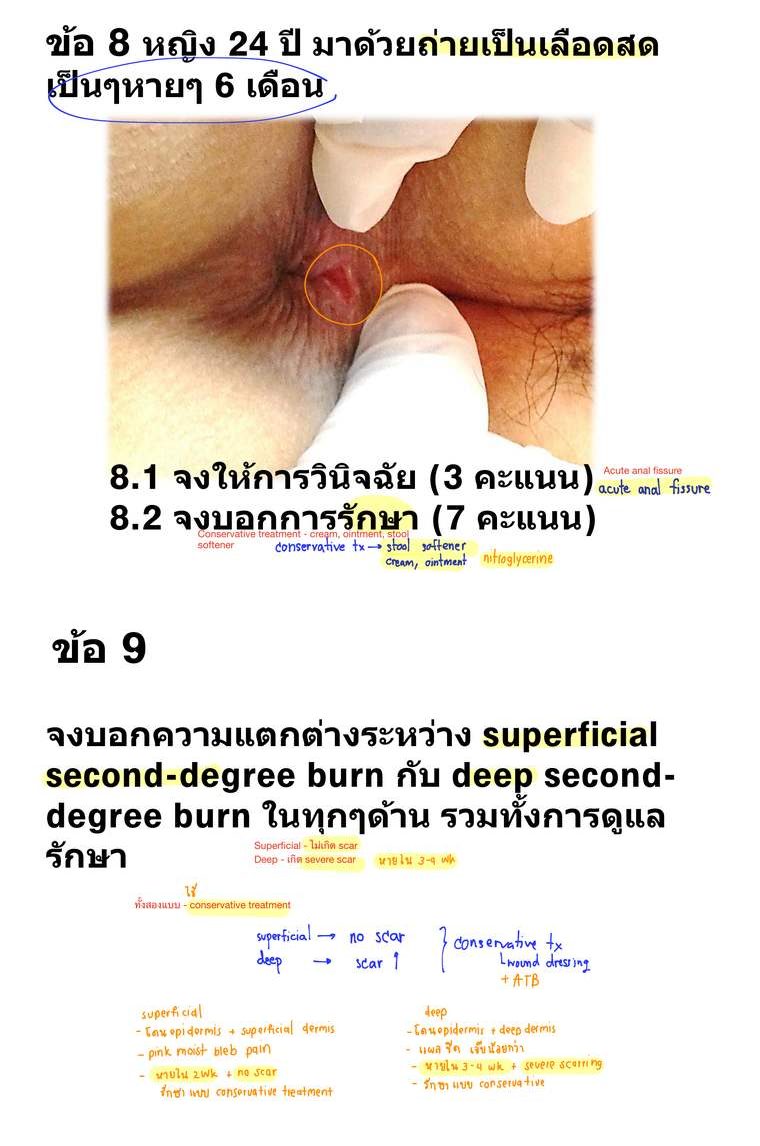 ข้อ 8 หญิง 24 ปี มาด้วยถ่ายเป็นเลือดสด
เป็นๆหายๆ 6 เดือน
8.1 จงให้การวินิจฉัย (3 คะแนน)
Acute anal fissure
acute anal fissure
8.2 จงบอกการรักษา (7 คะแนน)
Conservative treatment - cream, ointment, stool
softener
conservative tx → stool softener
cream, ointment
nitroglycerine
ข้อ 9
จงบอกความแตกต่างระหว่าง superficial
second-degree burn กับ deep second-
degree burn ในทุกๆด้าน รวมทั้งการดูแล
รักษา
Superficial - ไม่เกิด scar
Deep - เกิด severe scar
หายใน 3-4 wk
ใช้
ทั้งสองแบบ - conservative treatment
superficial → no scar
deep → scar ↑
conservative tx
wound dressing
+ ATB
superficial
- โดน epidermis + superficial dermis
- pink moist bleb pain
- หายใน 2wk + no scar
รักษา แบบ conservative treatment
deep
- โดน epidermis + deep dermis
- แผล ซีด เจ็บน้อยกว่า
- หายใน 3-4 wk + severe scarring
- รักษา แบบ conservative